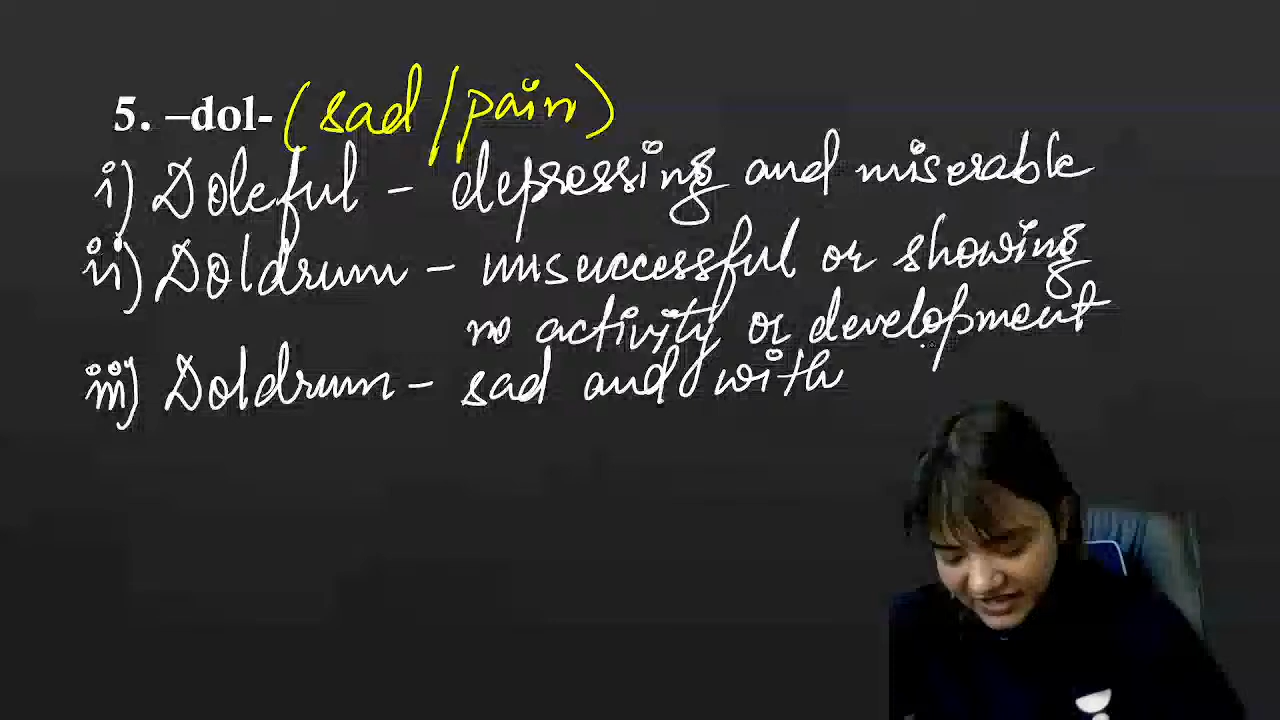 5. –dol- (sad/pain)
i) Doleful – depressing and miserable
ii) Doldrum – unsuccessful or showing
no activity or development
iii) Doldrum – sad and with